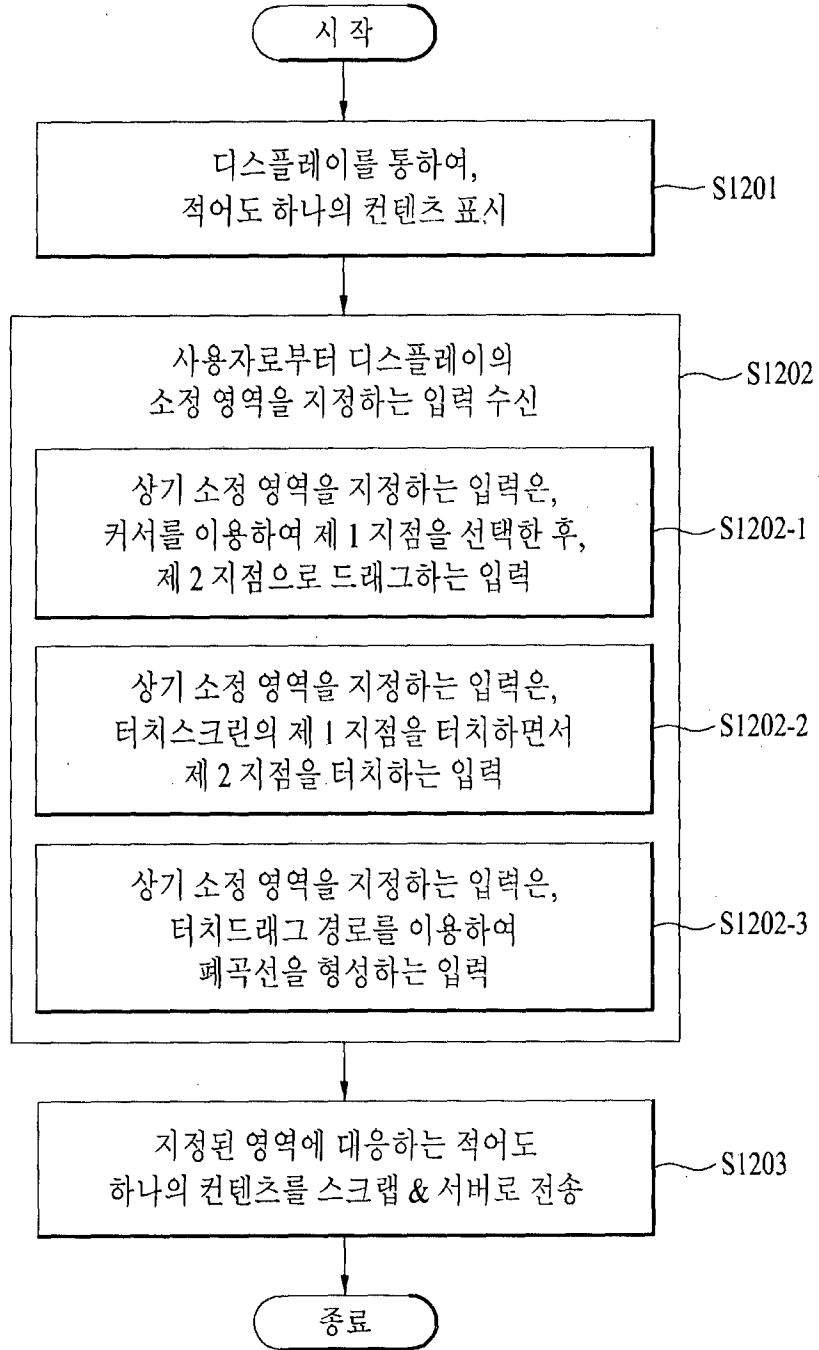 시 작
디스플레이를 통하여,
적어도 하나의 컨텐츠 표시
S1201
사용자로부터 디스플레이의
소정 영역을 지정하는 입력 수신
S1202
상기 소정 영역을 지정하는 입력은,
커서를 이용하여 제 1 지점을 선택한 후,
제 2 지점으로 드래그하는 입력
S1202-1
상기 소정 영역을 지정하는 입력은,
터치스크린의 제 1 지점을 터치하면서
제 2 지점을 터치하는 입력
S1202-2
상기 소정 영역을 지정하는 입력은,
터치드래그 경로를 이용하여
폐곡선을 형성하는 입력
S1202-3
지정된 영역에 대응하는 적어도
하나의 컨텐츠를 스크랩 & 서버로 전송
S1203
종료